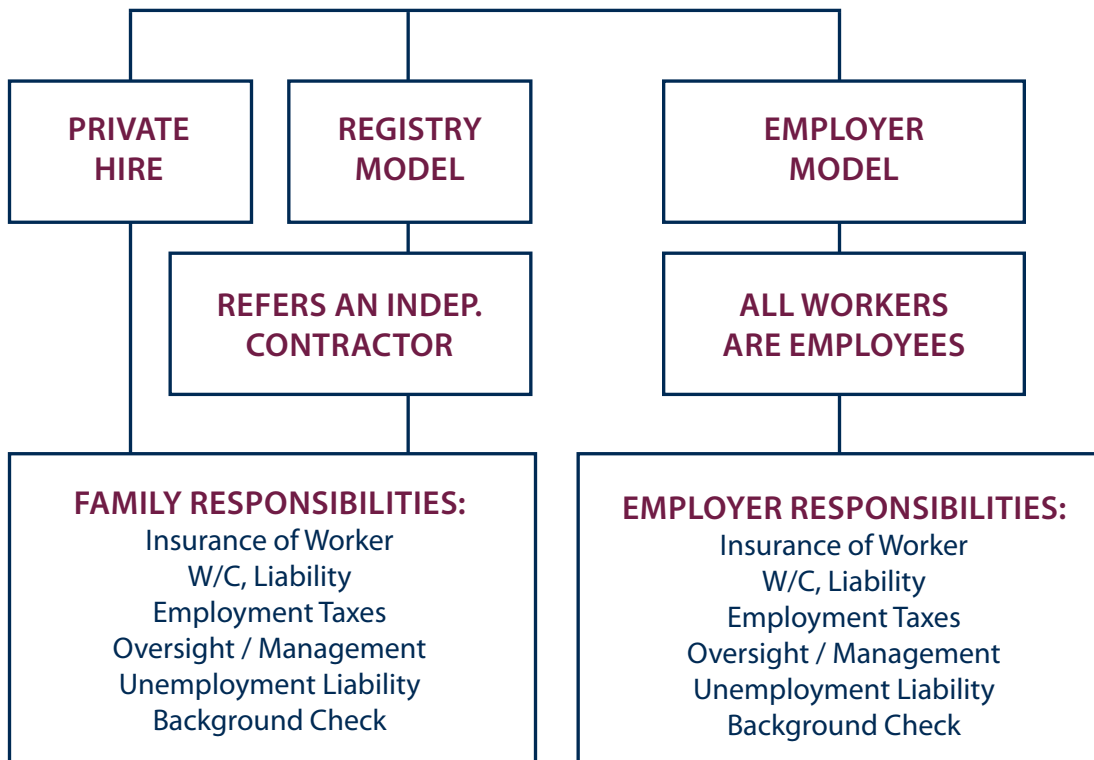 PRIVATE
HIRE
REGISTRY
MODEL
EMPLOYER
MODEL
REFERS AN INDEP.
CONTRACTOR
ALL WORKERS
ARE EMPLOYEES
FAMILY RESPONSIBILITIES:
Insurance of Worker
W/C, Liability
Employment Taxes
Oversight / Management
Unemployment Liability
Background Check
EMPLOYER RESPONSIBILITIES:
Insurance of Worker
W/C, Liability
Employment Taxes
Oversight / Management
Unemployment Liability
Background Check